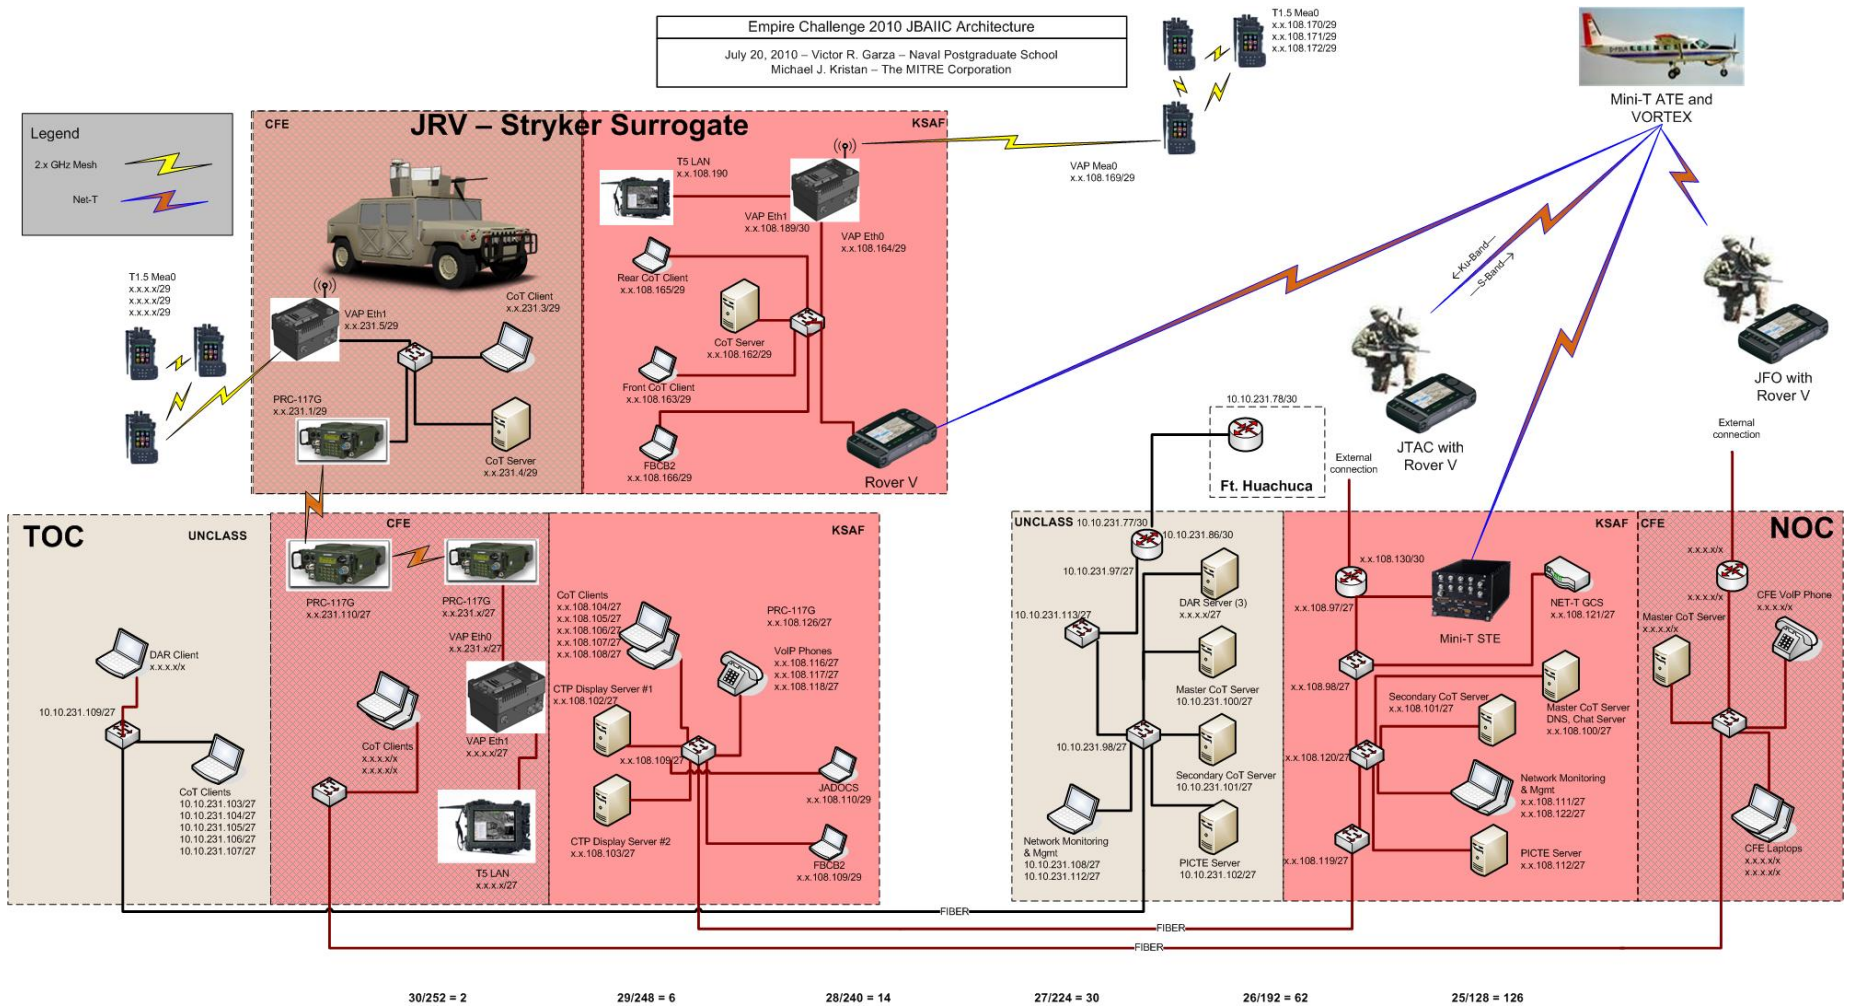 Empire Challenge 2010 JBAIIC Architecture
July 20, 2010 – Victor R. Garza – Naval Postgraduate School
Michael J. Kristan – The MITRE Corporation
T1.5 Mea0
x.x.108.170/29
x.x.108.171/29
x.x.108.172/29
Mini-T ATE and
VORTEX
Legend
2.x GHz Mesh
Net-T
CFE
JRV – Stryker Surrogate
KSAF
T5 LAN
x.x.108.190
VAP Eth1
x.x.108.189/30
VAP Eth0
x.x.108.164/29
VAP Mea0
x.x.108.169/29
Rear CoT Client
x.x.108.165/29
CoT Server
x.x.108.162/29
Front CoT Client
x.x.108.163/29
FBCB2
x.x.108.166/29
Rover V
T1.5 Mea0
x.x.x.x/29
x.x.x.x/29
x.x.x.x/29
VAP Eth1
x.x.231.5/29
CoT Client
x.x.231.3/29
PRC-117G
x.x.231.1/29
CoT Server
x.x.231.4/29
←Ku-Band—
—S-Band→
JTAC with
Rover V
JFO with
Rover V
10.10.231.78/30
Ft. Huachuca
External
connection
External
connection
TOC
UNCLASS
CFE
KSAF
DAR Client
x.x.x.x/x
10.10.231.109/27
CoT Clients
10.10.231.103/27
10.10.231.104/27
10.10.231.105/27
10.10.231.106/27
10.10.231.107/27
PRC-117G
x.x.231.110/27
PRC-117G
x.x.231.x/27
VAP Eth0
x.x.231.x/27
CoT Clients
x.x.x.x/x
x.x.x.x/x
VAP Eth1
x.x.x.x/27
T5 LAN
x.x.x.x/27
CoT Clients
x.x.108.104/27
x.x.108.105/27
x.x.108.106/27
x.x.108.107/27
x.x.108.108/27
PRC-117G
x.x.108.126/27
VoIP Phones
x.x.108.116/27
x.x.108.117/27
x.x.108.118/27
CTP Display Server #1
x.x.108.102/27
x.x.108.109/27
JADOCS
x.x.108.110/29
CTP Display Server #2
x.x.108.103/27
FBCB2
x.x.108.109/29
UNCLASS
10.10.231.77/30
10.10.231.86/30
10.10.231.97/27
10.10.231.113/27
DAR Server (3)
x.x.x.x/27
Master CoT Server
10.10.231.100/27
10.10.231.98/27
Secondary CoT Server
10.10.231.101/27
Network Monitoring
& Mgmt
10.10.231.108/27
10.10.231.112/27
PICTE Server
10.10.231.102/27
KSAF
x.x.108.130/30
x.x.108.97/27
Mini-T STE
NET-T GCS
x.x.108.121/27
x.x.108.98/27
Secondary CoT Server
x.x.108.101/27
Master CoT Server
DNS, Chat Server
x.x.108.100/27
x.x.108.120/27
Network Monitoring
& Mgmt
x.x.108.111/27
x.x.108.122/27
x.x.108.119/27
PICTE Server
x.x.108.112/27
CFE
NOC
x.x.x.x/x
x.x.x.x/x
CFE VoIP Phone
x.x.x.x/x
Master CoT Server
x.x.x.x/x
CFE Laptops
x.x.x.x/x
x.x.x.x/x
FIBER
FIBER
FIBER
30/252 = 2
29/248 = 6
28/240 = 14
27/224 = 30
26/192 = 62
25/128 = 126